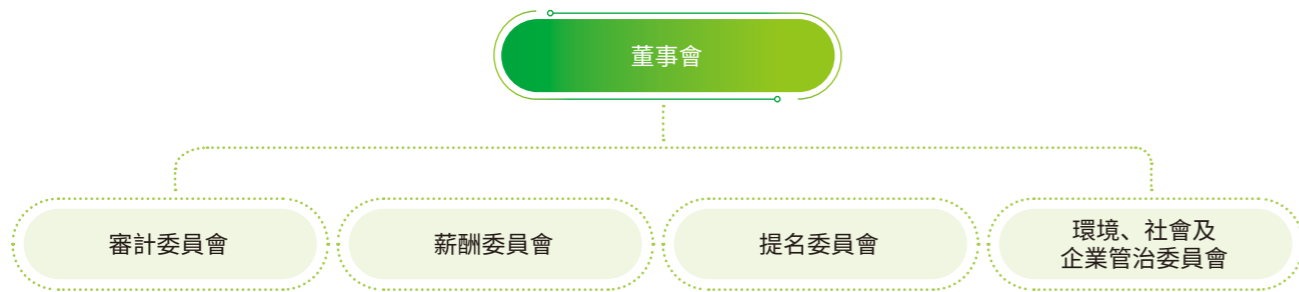 董事會
審計委員會
薪酬委員會
提名委員會
環境、社會及
企業管治委員會